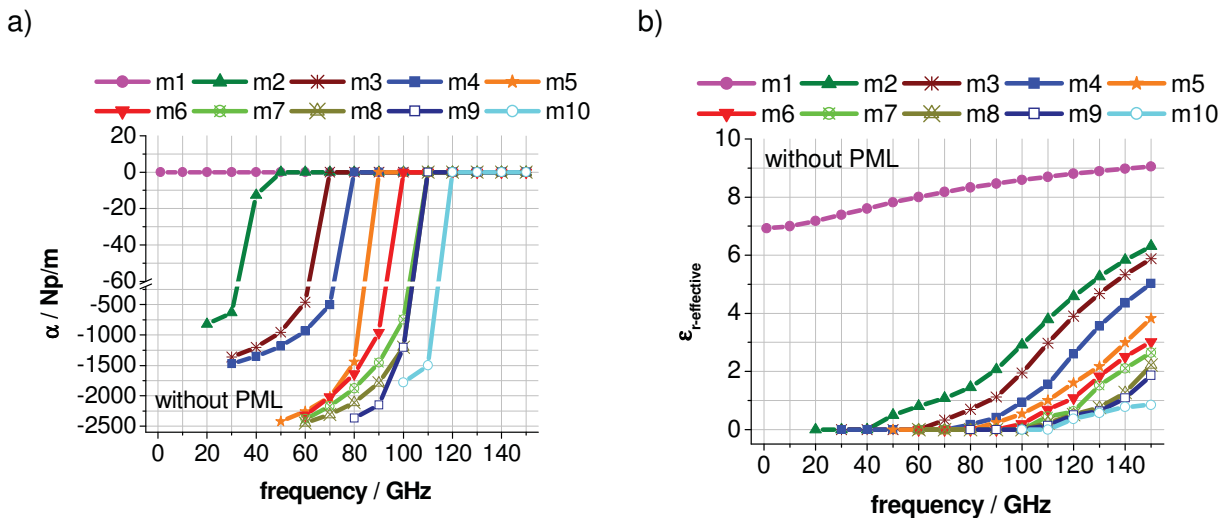 a)
m1 m2 m3 m4 m5
m6 m7 m8 m9 m10
20
0
-20
-40
-60
-500
-1000
-1500
-2000
-2500
α / Np/m
without PML
0 20 40 60 80 100 120 140
frequency / GHz
b)
m1 m2 m3 m4 m5
m6 m7 m8 m9 m10
10
8
6
4
2
0
εr-effective
without PML
0 20 40 60 80 100 120 140
frequency / GHz